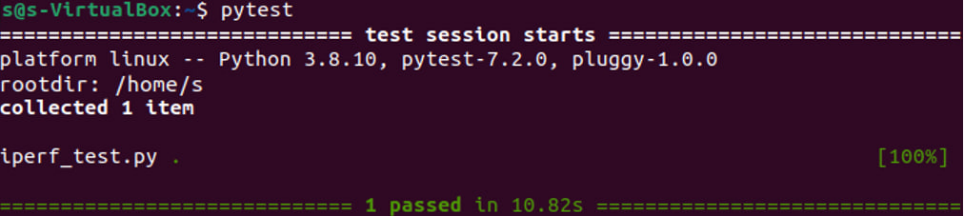 s@s-VirtualBox:~$ pytest
============================= test session starts ==============================
platform linux -- Python 3.8.10, pytest-7.2.0, pluggy-1.0.0
rootdir: /home/s
collected 1 item
iperf_test.py . [100%]
============================= 1 passed in 10.82s ==============================